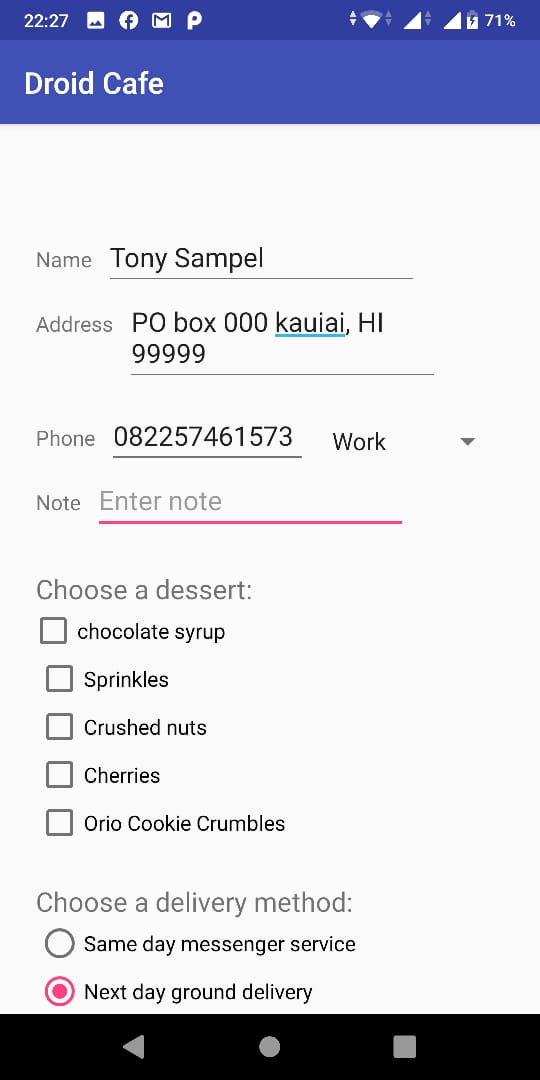 22:27 71%
Droid Cafe
Name Tony Sampel
Address PO box 000 kauiai, HI
99999
Phone 082257461573 Work
Note Enter note
Choose a dessert:
chocolate syrup
Sprinkles
Crushed nuts
Cherries
Orio Cookie Crumbles
Choose a delivery method:
Same day messenger service
Next day ground delivery